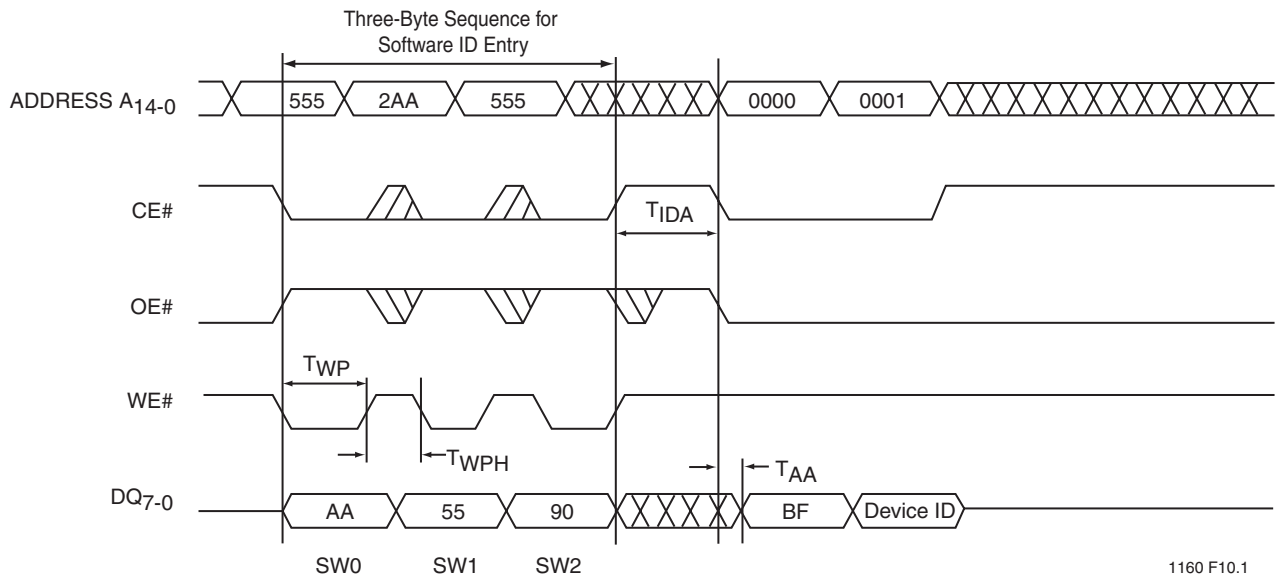 Three-Byte Sequence for
Software ID Entry
ADDRESS A14-0
555 2AA 555 0000 0001
CE#
TIDA
OE#
TWP
WE#
TWPH
TAA
DQ7-0
AA 55 90 BF Device ID
SW0 SW1 SW2
1160 F10.1